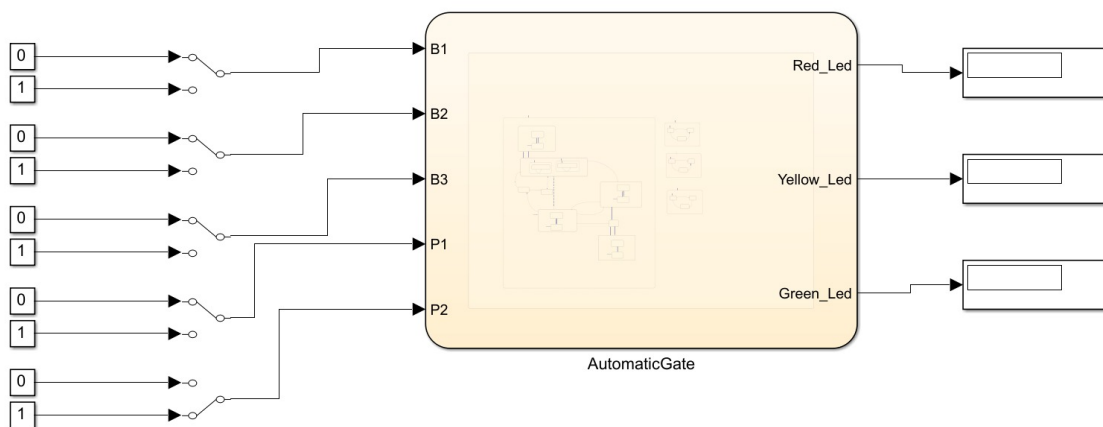 0
1
0
1
0
1
0
1
0
1
B1
B2
B3
P1
P2
Red_Led
Yellow_Led
Green_Led
AutomaticGate